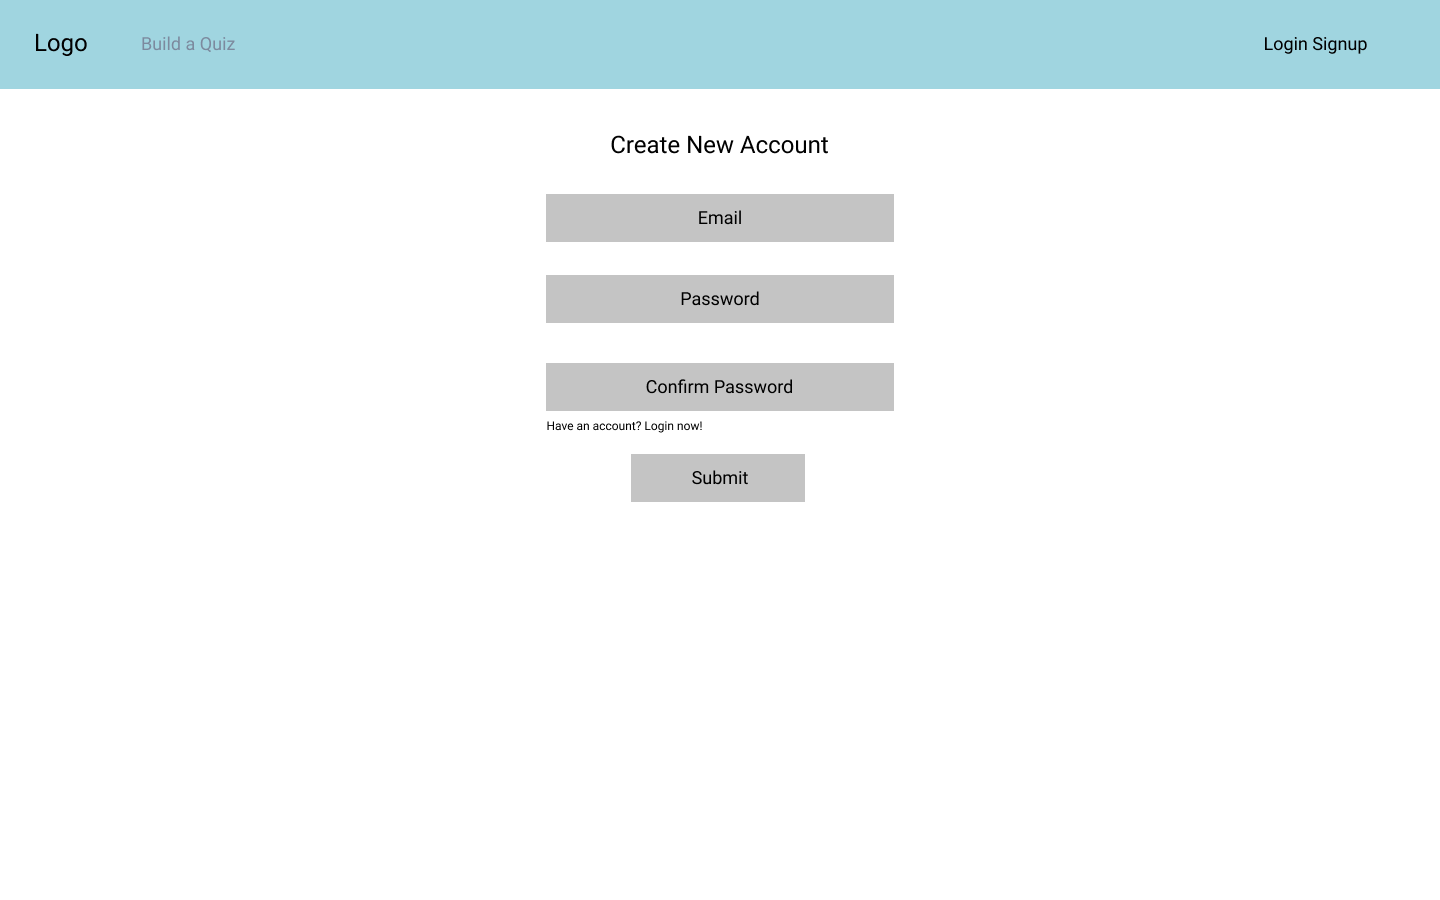 Logo Build a Quiz Login Signup
Create New Account
Email
Password
Confirm Password
Have an account? Login now!
Submit